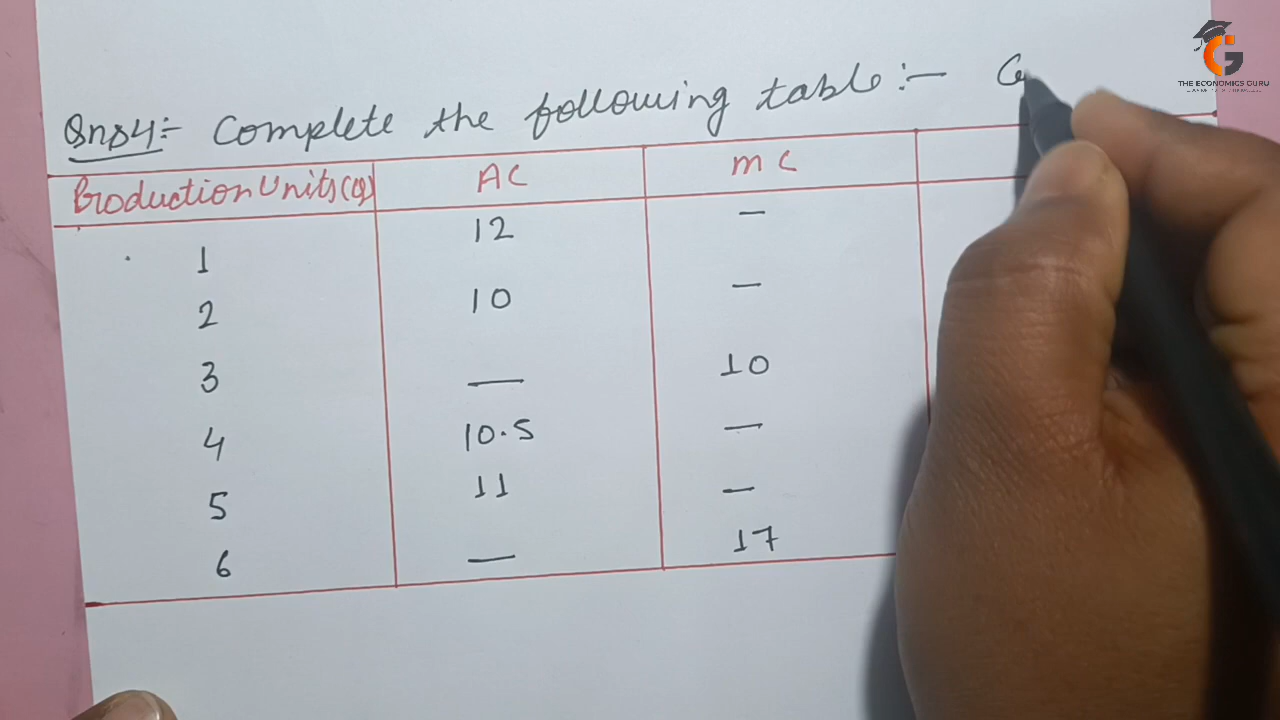 Qns4:- Complete the following table:-
Production Units(Q) AC MC
1 12 —
2 10 —
3 — 10
4 10.5 —
5 11 —
6 — 17
THE ECONOMICS GURU